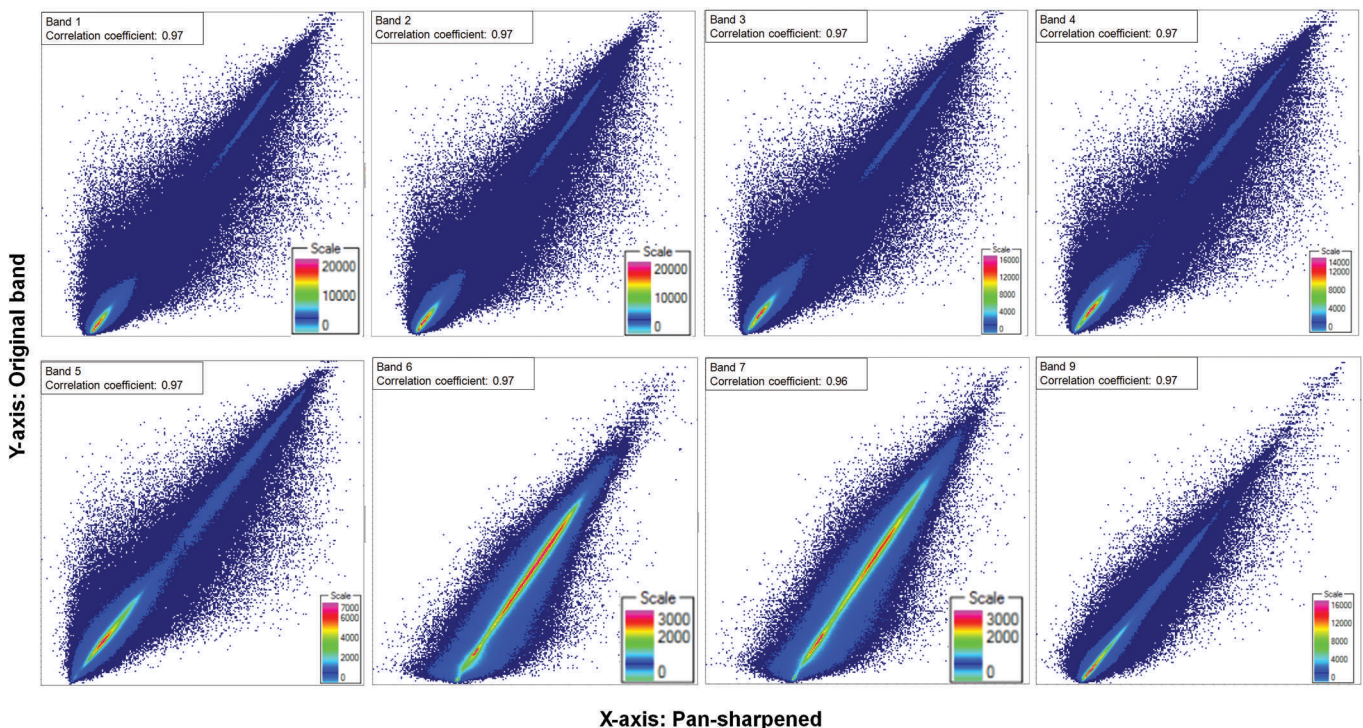 Band 1
Correlation coefficient: 0.97
Scale
20000
10000
0
Band 2
Correlation coefficient: 0.97
Scale
20000
10000
0
Band 3
Correlation coefficient: 0.97
Scale
16000
12000
8000
4000
0
Band 4
Correlation coefficient: 0.97
Scale
14000
12000
8000
4000
0
Y-axis: Original band
Band 5
Correlation coefficient: 0.97
Scale
7000
6000
4000
2000
0
Band 6
Correlation coefficient: 0.97
Scale
3000
2000
0
Band 7
Correlation coefficient: 0.96
Scale
3000
2000
0
Band 9
Correlation coefficient: 0.97
Scale
16000
12000
8000
4000
0
X-axis: Pan-sharpened